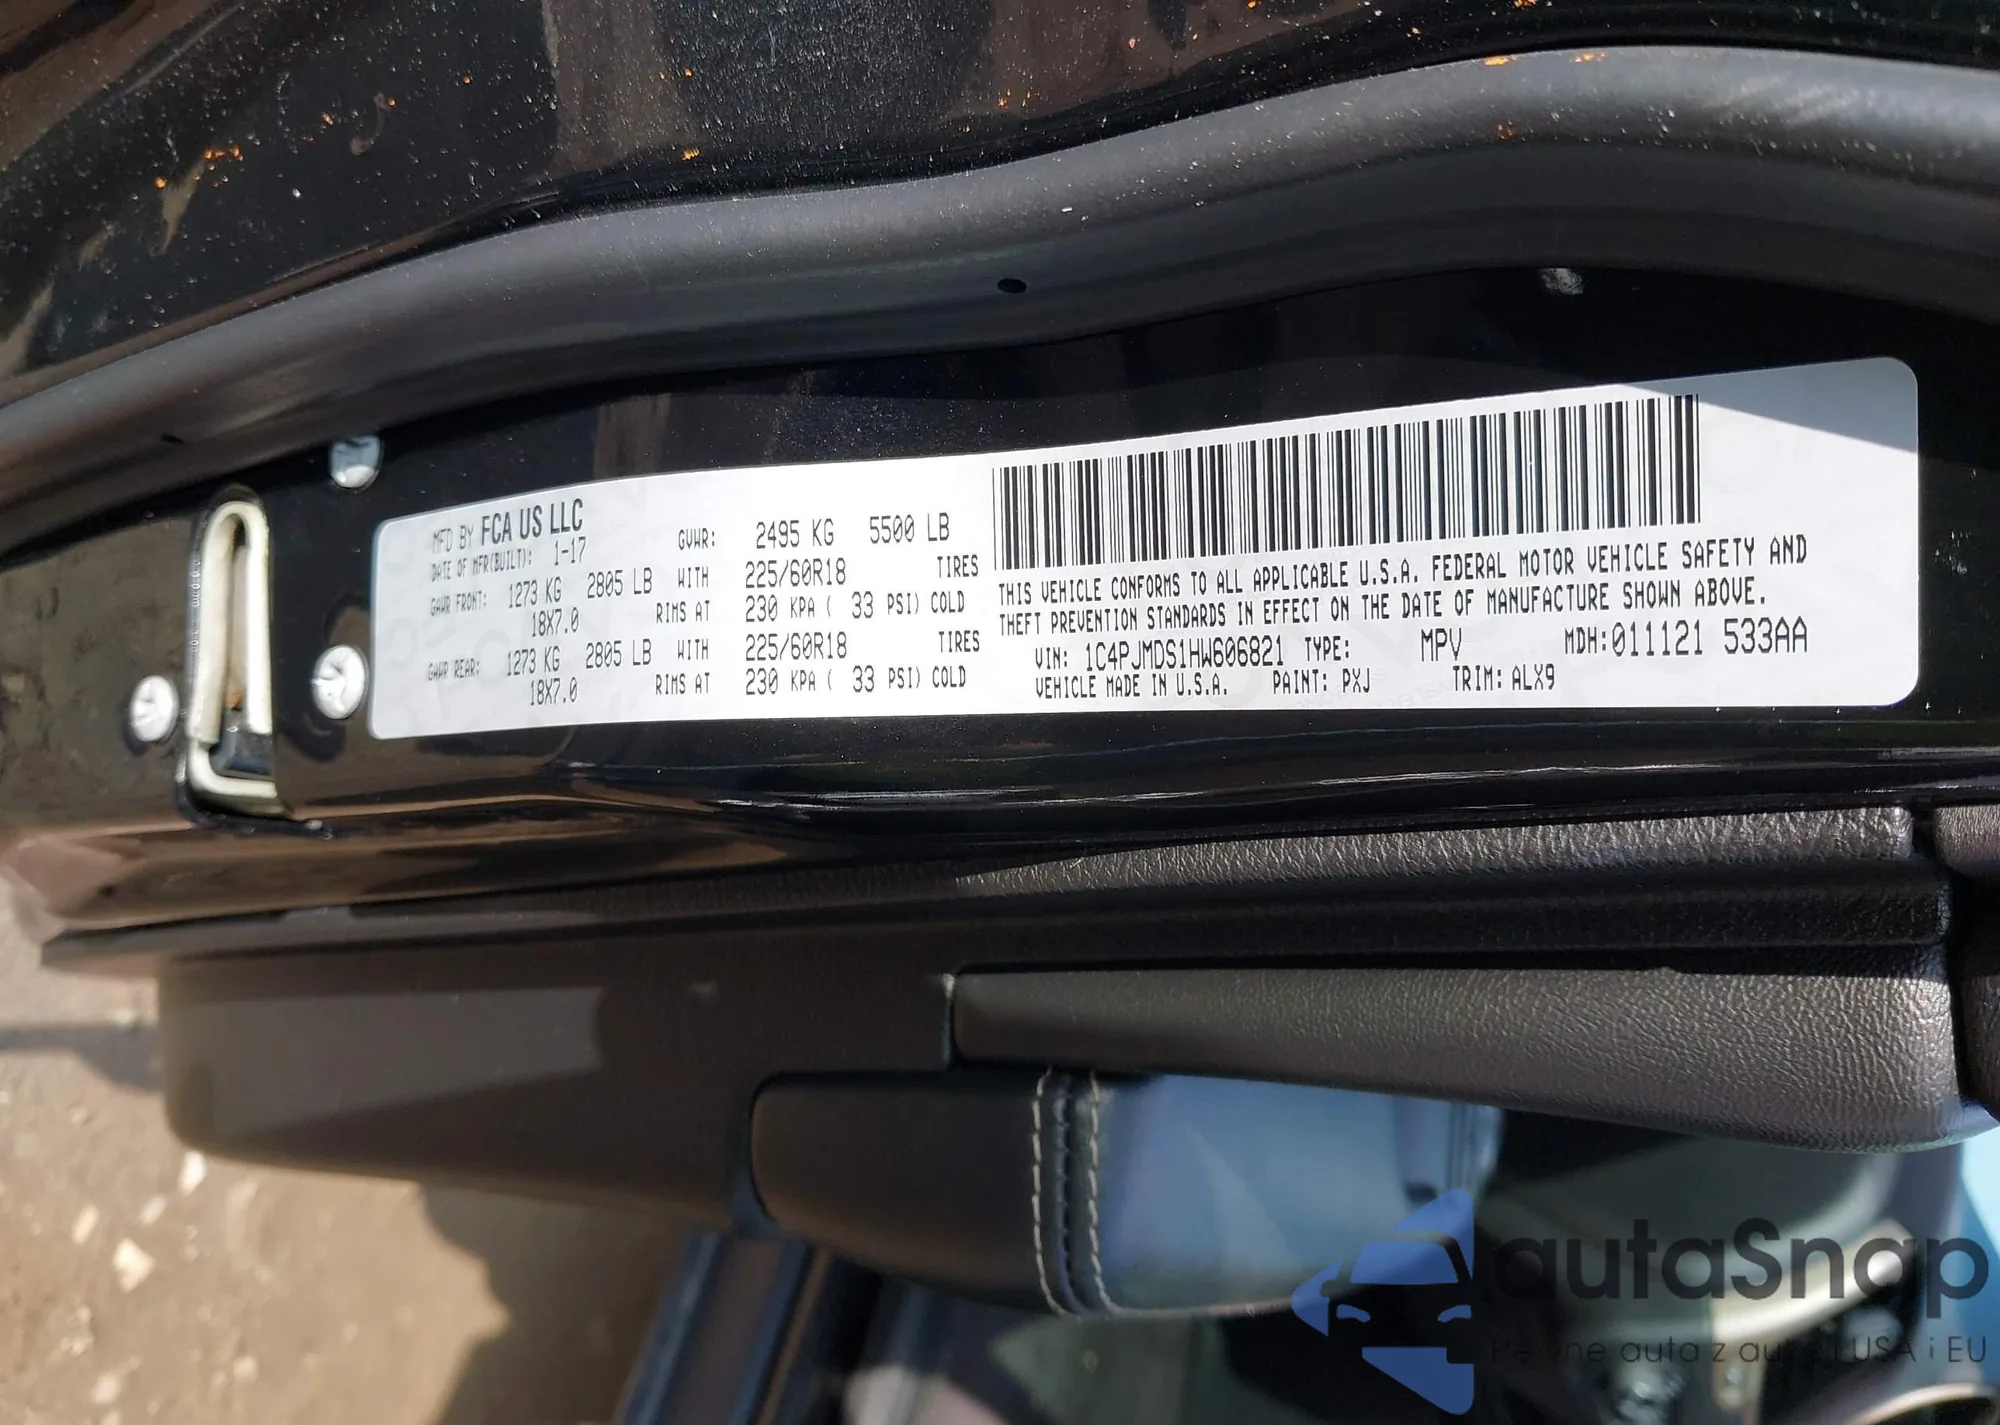 MFD BY FCA US LLC
DATE OF MFR(BUILT): 1-17
GVWR: 2495 KG 5500 LB
GAWR FRONT: 1273 KG 2805 LB WITH 225/60R18 TIRES
18X7.0 RIMS AT 230 KPA ( 33 PSI) COLD
GAWR REAR: 1273 KG 2805 LB WITH 225/60R18 TIRES
18X7.0 RIMS AT 230 KPA ( 33 PSI) COLD
THIS VEHICLE CONFORMS TO ALL APPLICABLE U.S.A. FEDERAL MOTOR VEHICLE SAFETY AND
THEFT PREVENTION STANDARDS IN EFFECT ON THE DATE OF MANUFACTURE SHOWN ABOVE.
VIN: 1C4PJMDS1HW606821 TYPE: MPV MDH:011121 533AA
VEHICLE MADE IN U.S.A. PAINT: PXJ TRIM: ALX9
autaSnap
auta z USA i EU